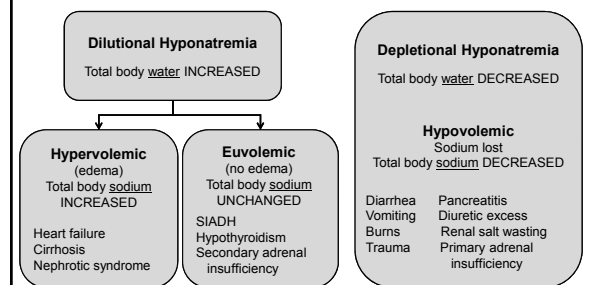 Dilutional Hyponatremia
Total body water INCREASED
Hypervolemic
(edema)
Total body sodium
INCREASED
Heart failure
Cirrhosis
Nephrotic syndrome
Euvolemic
(no edema)
Total body sodium
UNCHANGED
SIADH
Hypothyroidism
Secondary adrenal
insufficiency
Depletional Hyponatremia
Total body water DECREASED
Hypovolemic
Sodium lost
Total body sodium DECREASED
Diarrhea Pancreatitis
Vomiting Diuretic excess
Burns Renal salt wasting
Trauma Primary adrenal
insufficiency